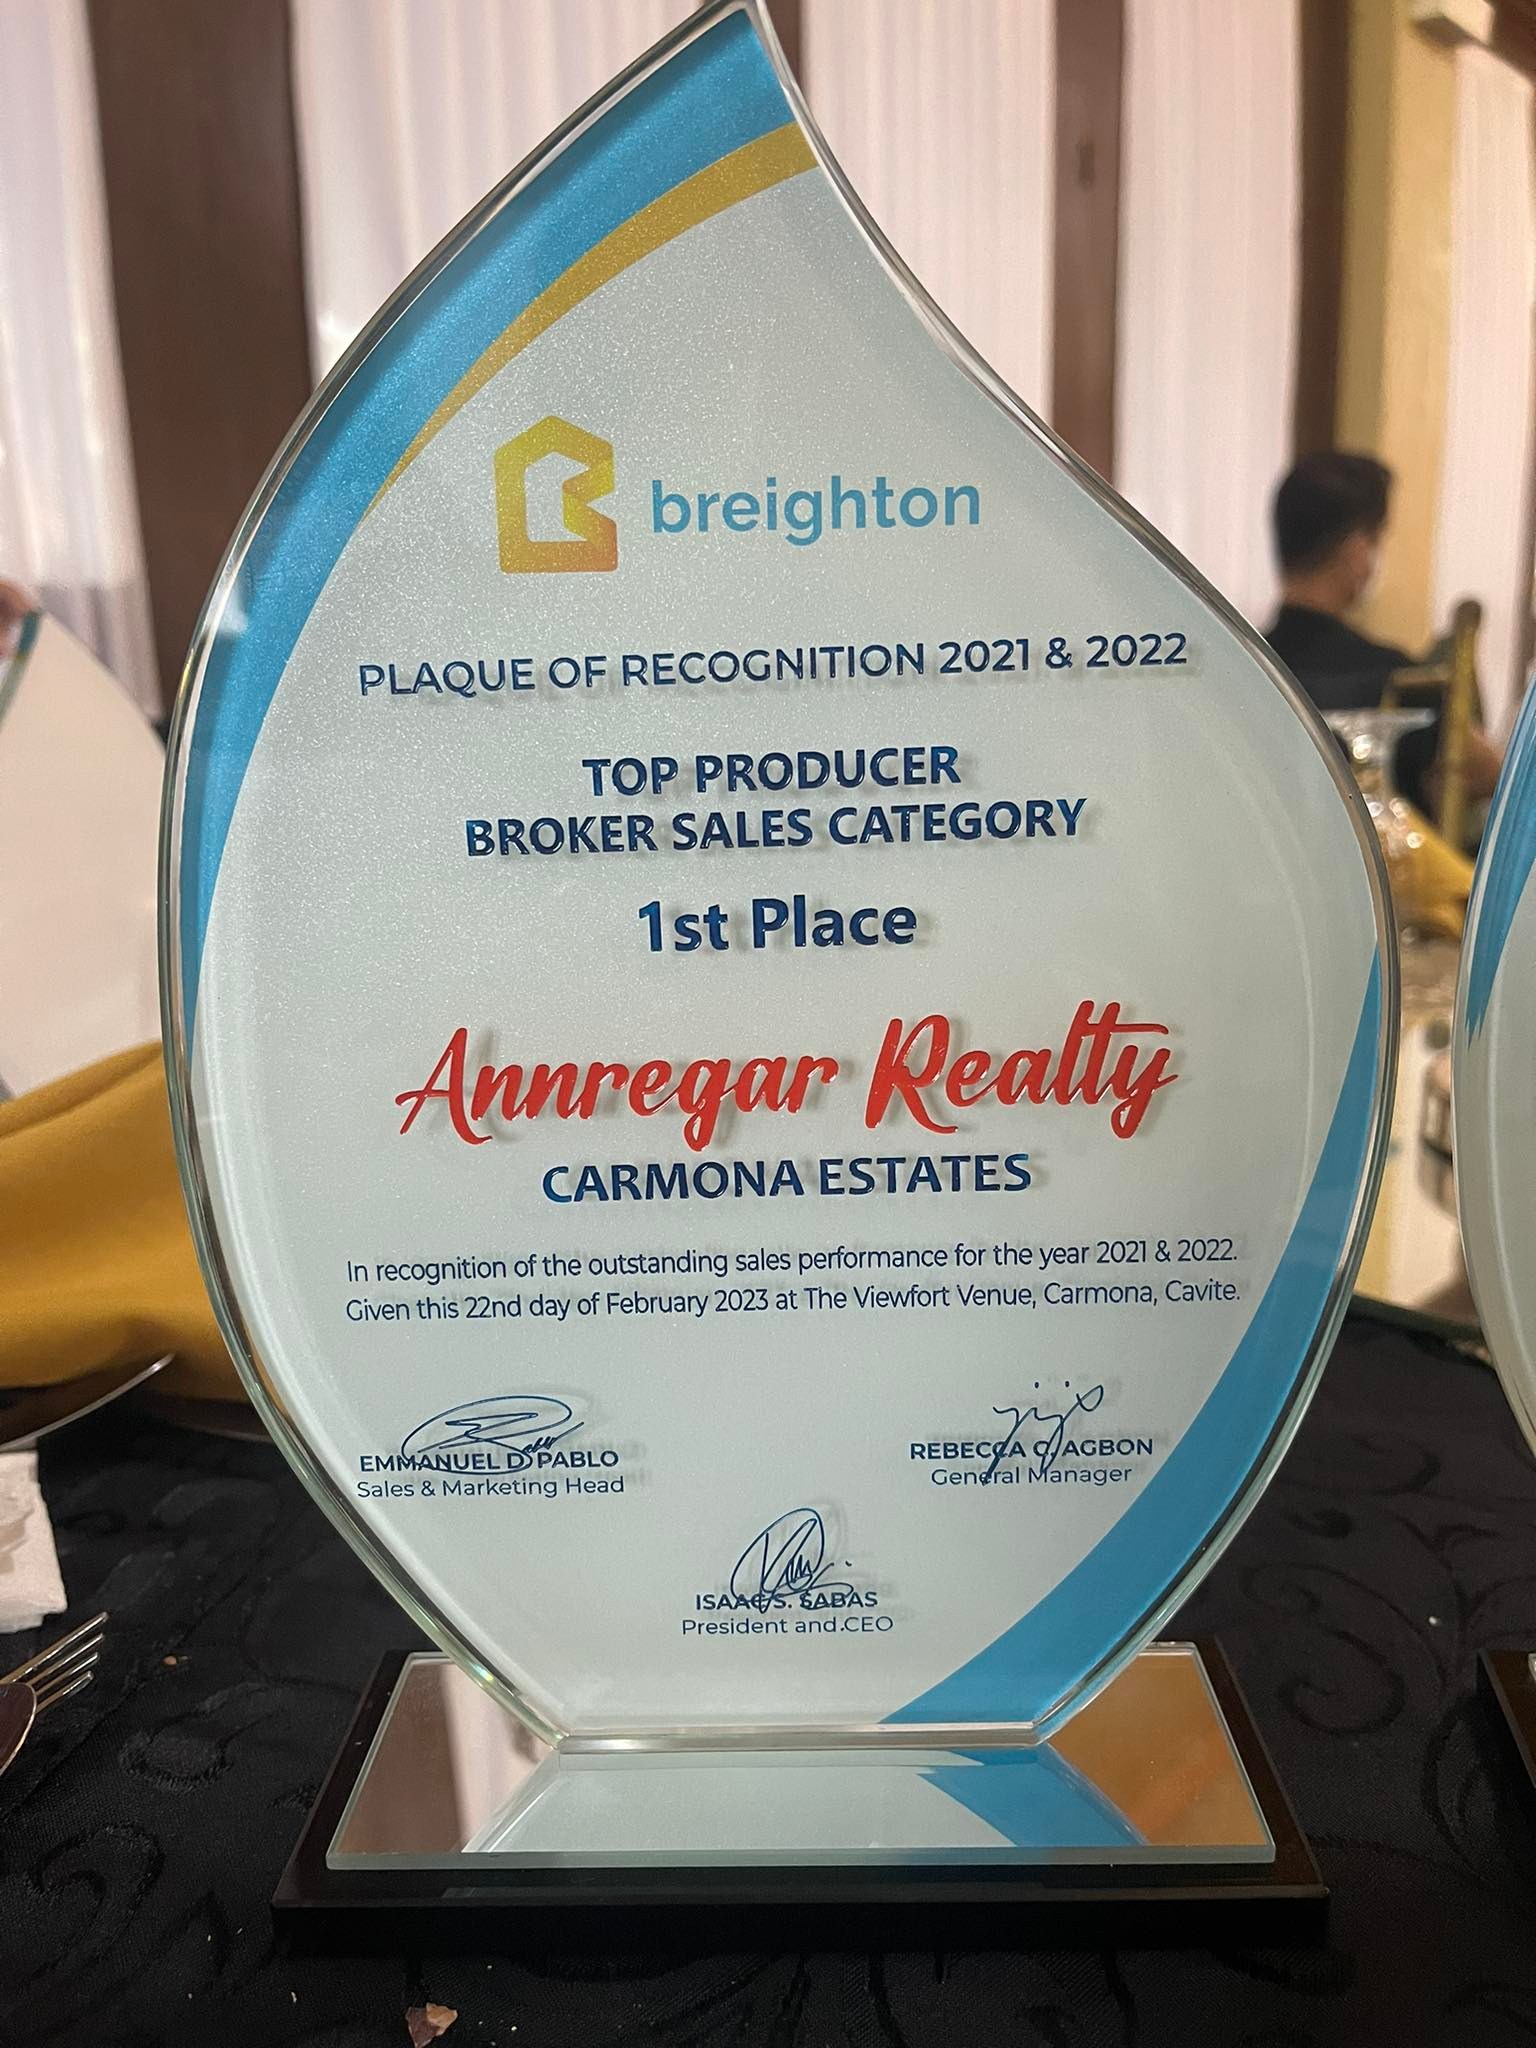 breighton
PLAQUE OF RECOGNITION 2021 & 2022
TOP PRODUCER
BROKER SALES CATEGORY
1st Place
Annregar Realty
CARMONA ESTATES
In recognition of the outstanding sales performance for the year 2021 & 2022.
Given this 22nd day of February 2023 at The Viewfort Venue, Carmona, Cavite.
EMMANUEL D. PABLO
Sales & Marketing Head
REBECCA C. AGBON
General Manager
ISAAC S. SABAS
President and CEO